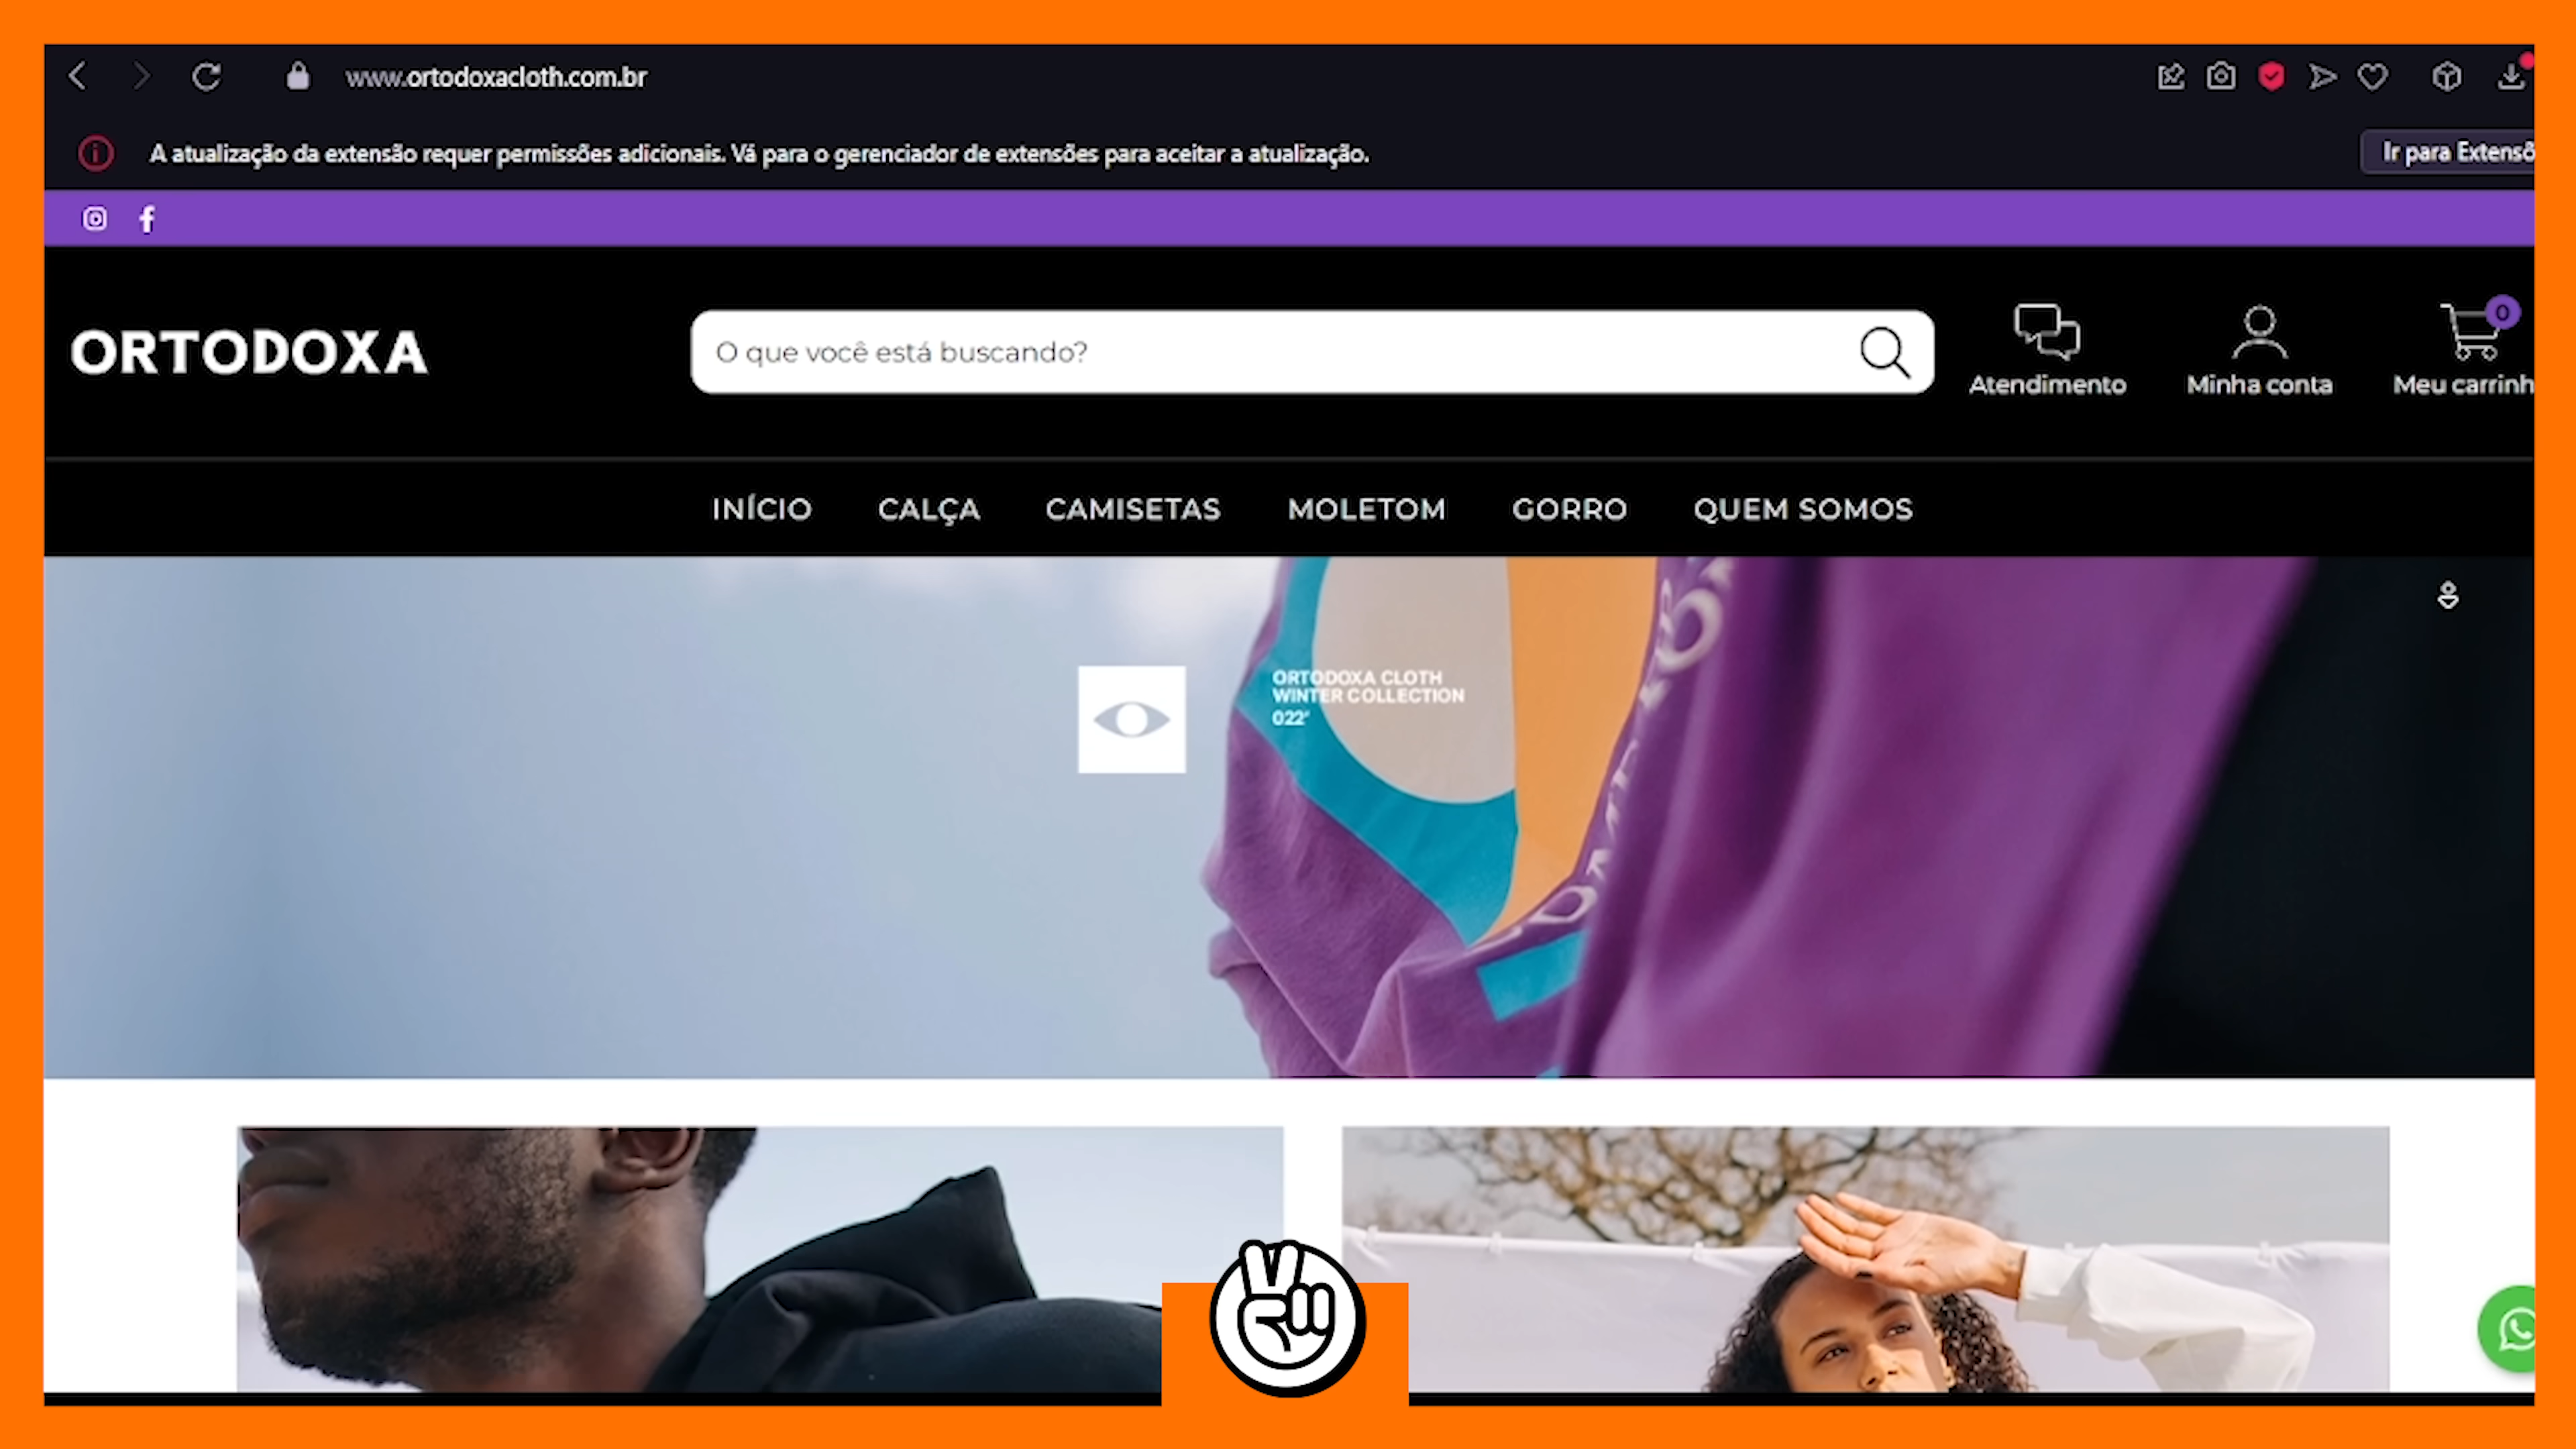 www.ortodoxacloth.com.br
A atualização da extensão requer permissões adicionais. Vá para o gerenciador de extensões para aceitar a atualização.
Ir para Extensõ
ORTODOXA
O que você está buscando?
0
Atendimento
Minha conta
Meu carrinh
INÍCIO
CALÇA
CAMISETAS
MOLETOM
GORRO
QUEM SOMOS
ORTODOXA CLOTH
WINTER COLLECTION
022'